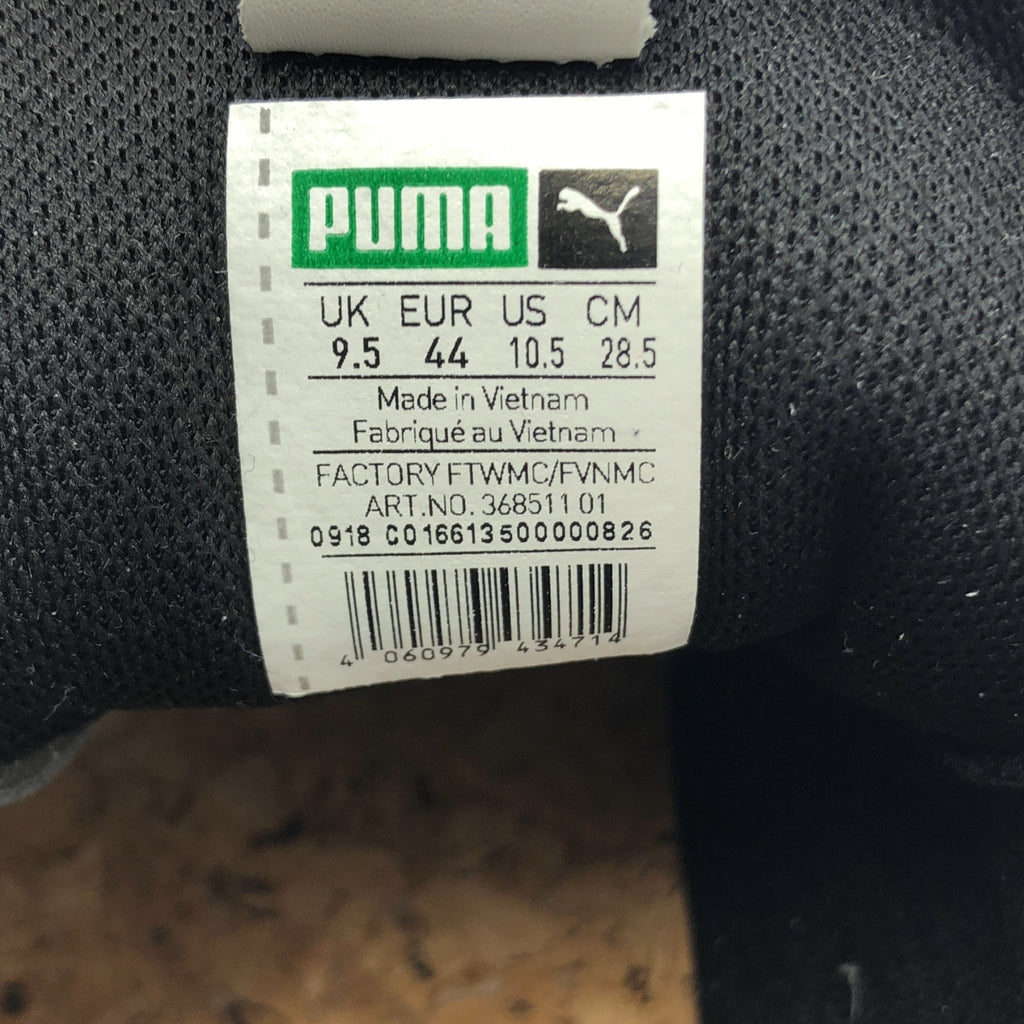 PUMA
UK EUR US CM
9.5 44 10.5 28.5
Made in Vietnam
Fabriqué au Vietnam
FACTORY FTWMC/FVNMC
ART.NO. 368511 01
0918 C016613500000826
4 060979 434714